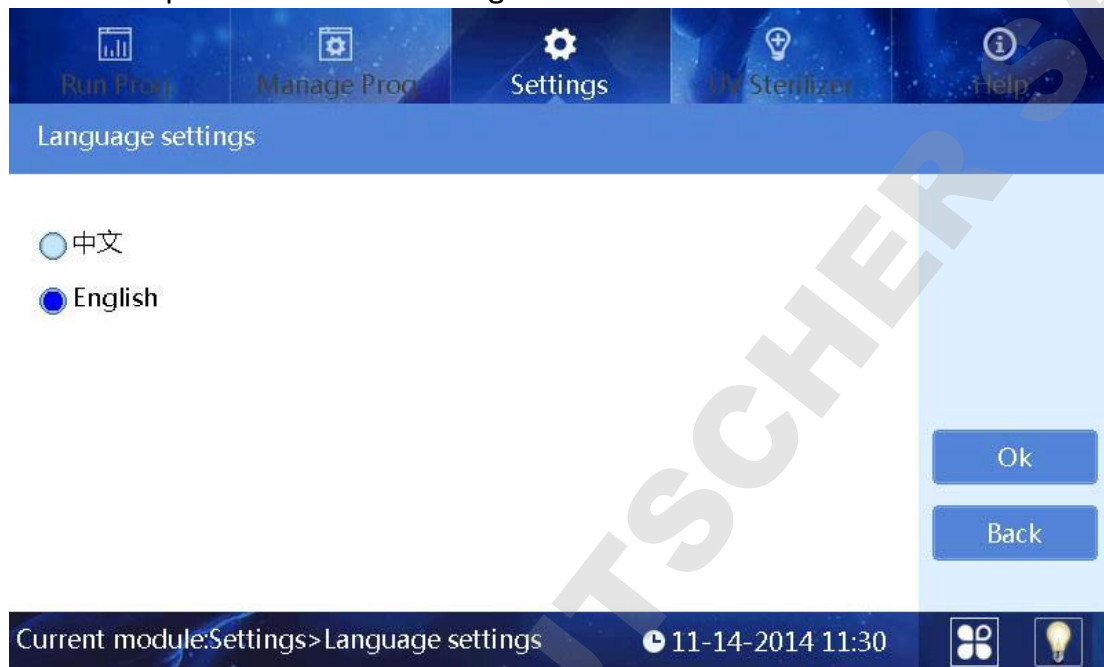 Run Prog.
Manage Prog.
Settings
UV Sterilizer
Help
Language settings
中文
English
Ok
Back
Current module:Settings>Language settings
11-14-2014 11:30